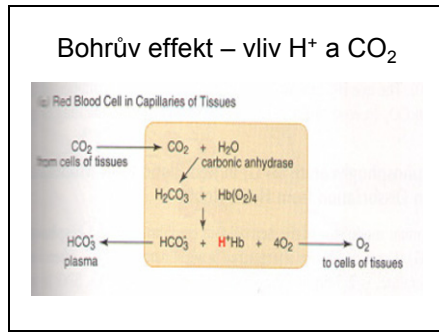 Bohrův effekt – vliv H⁺ a CO₂
Red Blood Cell in Capillaries of Tissues
CO₂ → CO₂ + H₂O
from cells of tissues
carbonic anhydrase
H₂CO₃ + Hb(O₂)₄
HCO₃⁻ ← HCO₃⁻ + H⁺Hb + 4O₂ → O₂
plasma
to cells of tissues